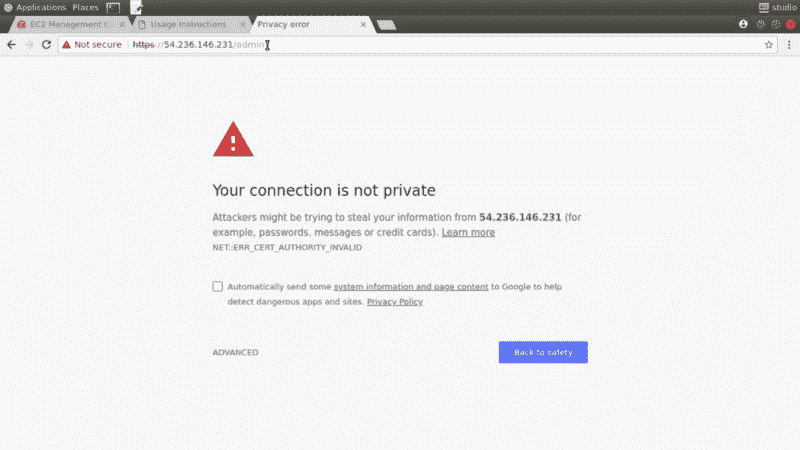 Applications Places studio
EC2 Management C Usage Instructions Privacy error
Not secure https://54.236.146.231/admin
Your connection is not private
Attackers might be trying to steal your information from 54.236.146.231 (for
example, passwords, messages or credit cards). Learn more
NET::ERR_CERT_AUTHORITY_INVALID
Automatically send some system information and page content to Google to help
detect dangerous apps and sites. Privacy Policy
ADVANCED Back to safety